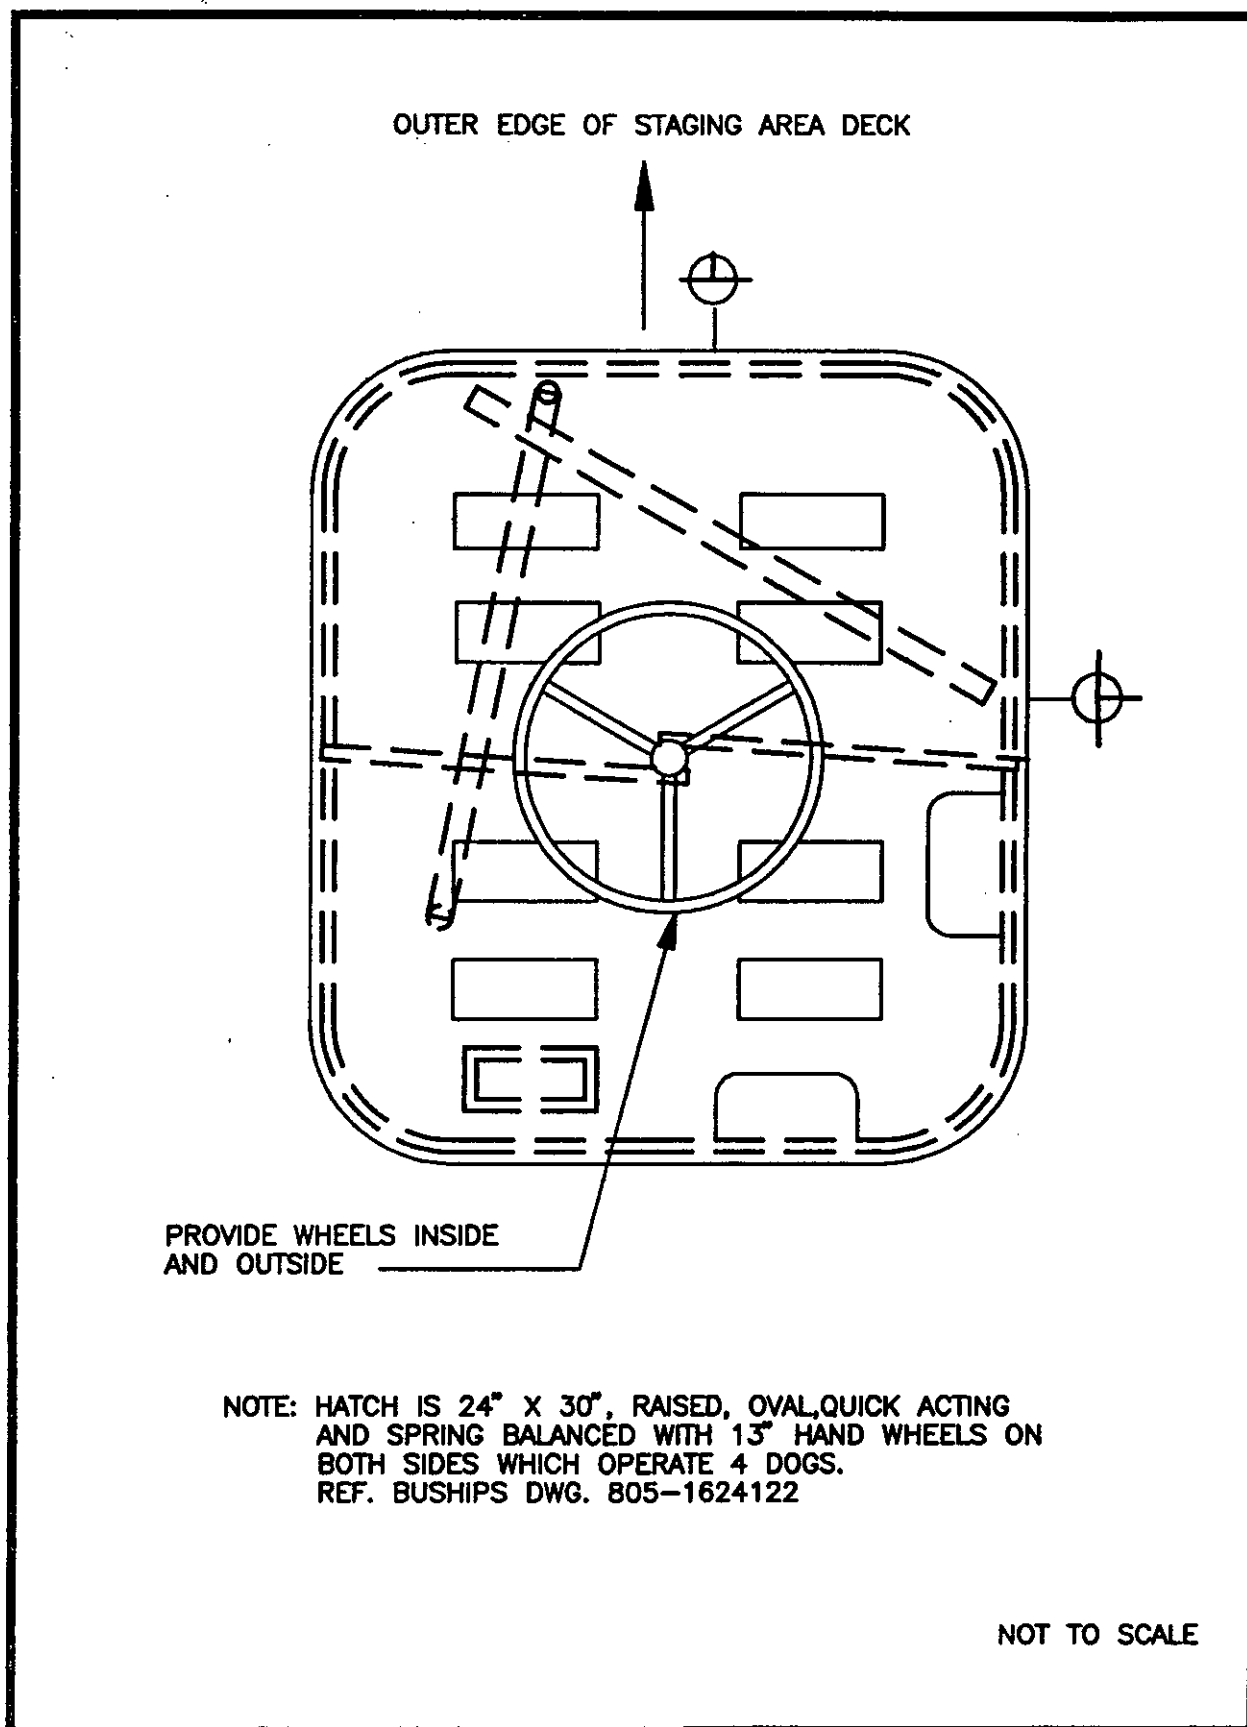 OUTER EDGE OF STAGING AREA DECK
PROVIDE WHEELS INSIDE
AND OUTSIDE
NOTE: HATCH IS 24" X 30", RAISED, OVAL,QUICK ACTING
AND SPRING BALANCED WITH 13" HAND WHEELS ON
BOTH SIDES WHICH OPERATE 4 DOGS.
REF. BUSHIPS DWG. 805-1624122
NOT TO SCALE